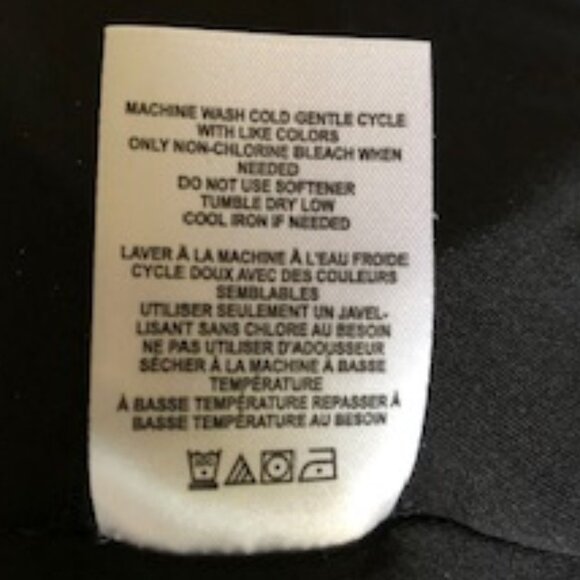 MACHINE WASH COLD GENTLE CYCLE
WITH LIKE COLORS
ONLY NON-CHLORINE BLEACH WHEN
NEEDED
DO NOT USE SOFTENER
TUMBLE DRY LOW
COOL IRON IF NEEDED
LAVER À LA MACHINE À L'EAU FROIDE
CYCLE DOUX AVEC DES COULEURS
SEMBLABLES
UTILISER SEULEMENT UN JAVEL-
LISANT SANS CHLORE AU BESOIN
NE PAS UTILISER D'ADOUSSEUR
SÉCHER À LA MACHINE À BASSE
TEMPÉRATURE
À BASSE TEMPÉRATURE REPASSER À
BASSE TEMPÉRATURE AU BESOIN